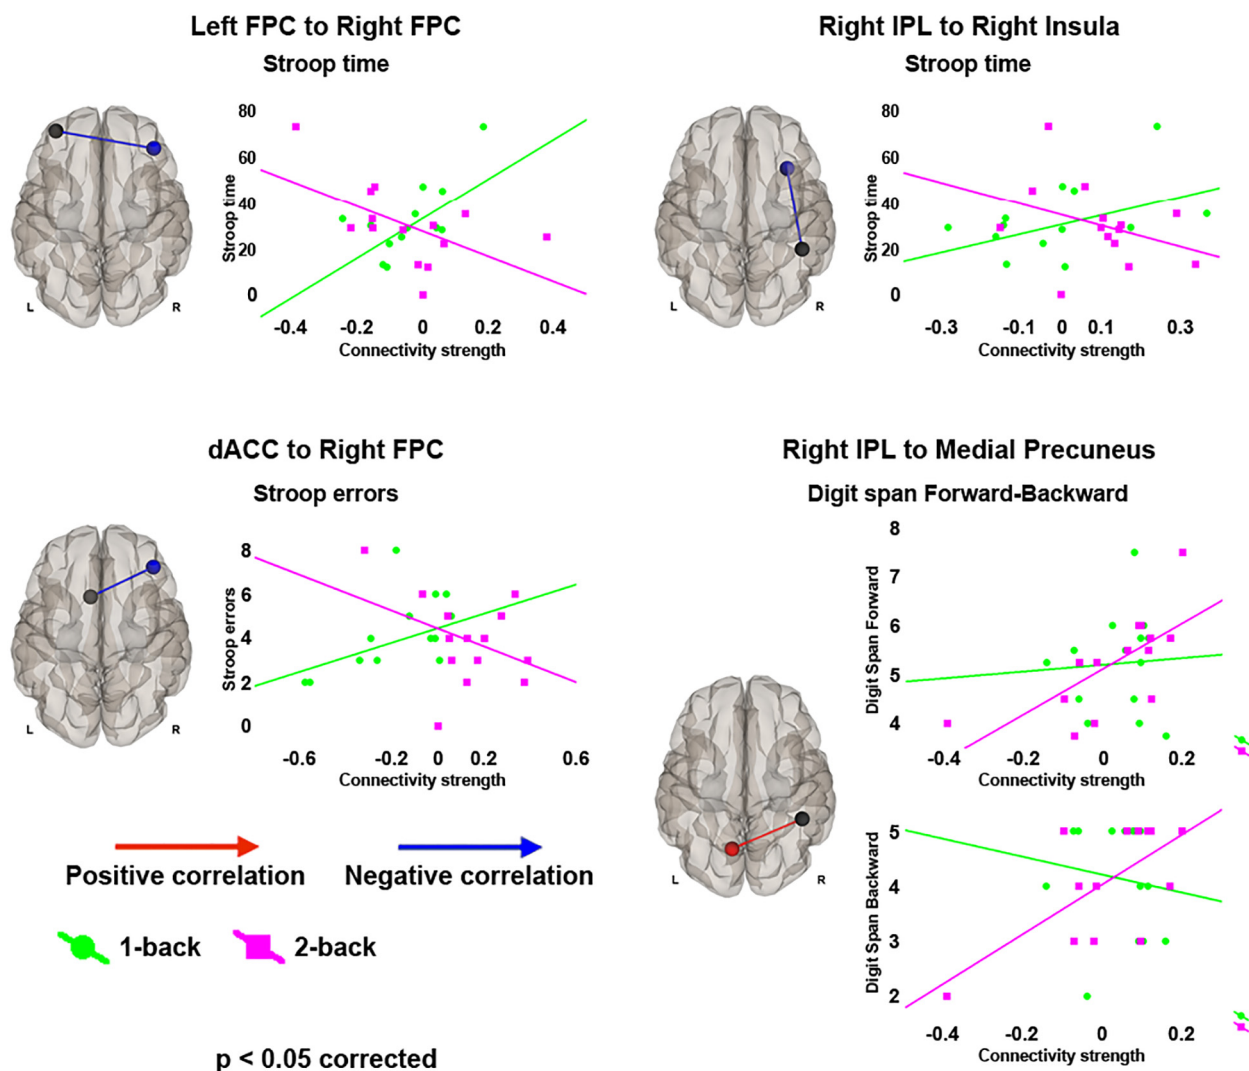 Left FPC to Right FPC
Stroop time
80
60
40
20
0
Stroop time
-0.4 -0.2 0 0.2 0.4
Connectivity strength
L R
Right IPL to Right Insula
Stroop time
80
60
40
20
0
Stroop time
-0.3 -0.1 0 0.1 0.3
Connectivity strength
L R
dACC to Right FPC
Stroop errors
8
6
4
2
0
Stroop errors
-0.6 -0.2 0 0.2 0.6
Connectivity strength
L R
Right IPL to Medial Precuneus
Digit span Forward-Backward
8
7
6
5
4
Digit Span Forward
-0.4 -0.2 0 0.2
Connectivity strength
L R
5
4
3
2
Digit Span Backward
-0.4 -0.2 0 0.2
Connectivity strength
Positive correlation Negative correlation
1-back 2-back
p < 0.05 corrected